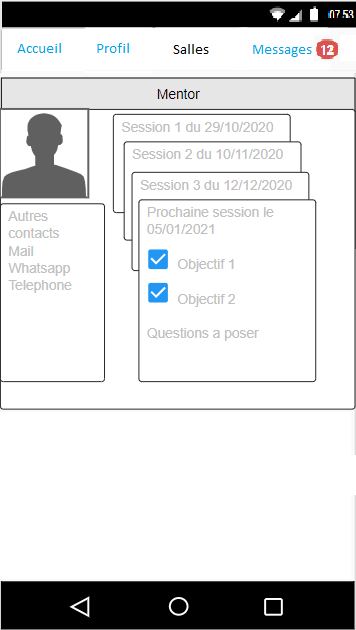 07:53
Accueil Profil Salles Messages 12
Mentor
Session 1 du 29/10/2020
Session 2 du 10/11/2020
Session 3 du 12/12/2020
Prochaine session le
05/01/2021
Objectif 1
Objectif 2
Questions a poser
Autres
contacts
Mail
Whatsapp
Telephone